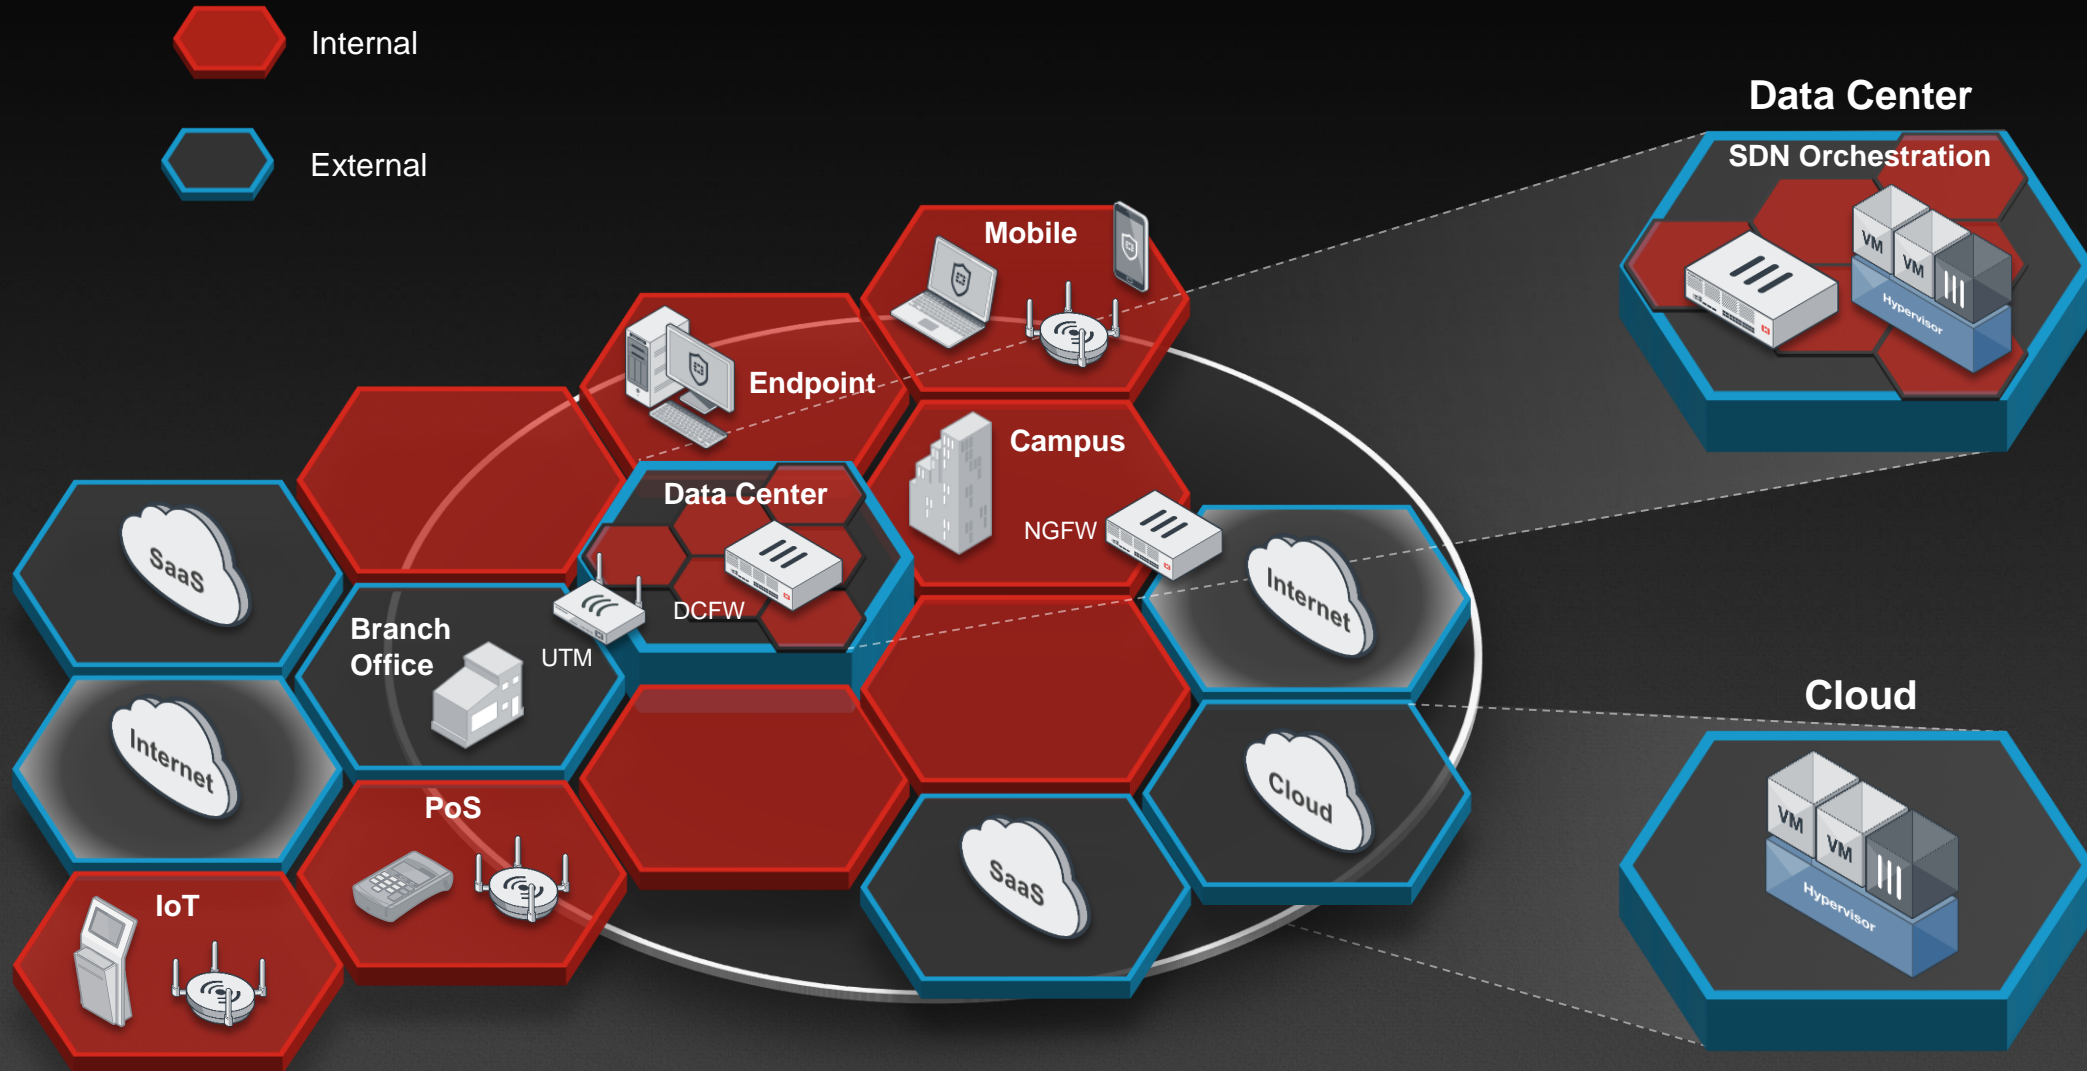 Internal
External
Data Center
SDN Orchestration
VM
VM
Hypervisor
Mobile
Endpoint
Campus
NGFW
Data Center
DCFW
Internet
SaaS
Branch
Office
UTM
Internet
Cloud
Cloud
VM
VM
Hypervisor
PoS
SaaS
IoT